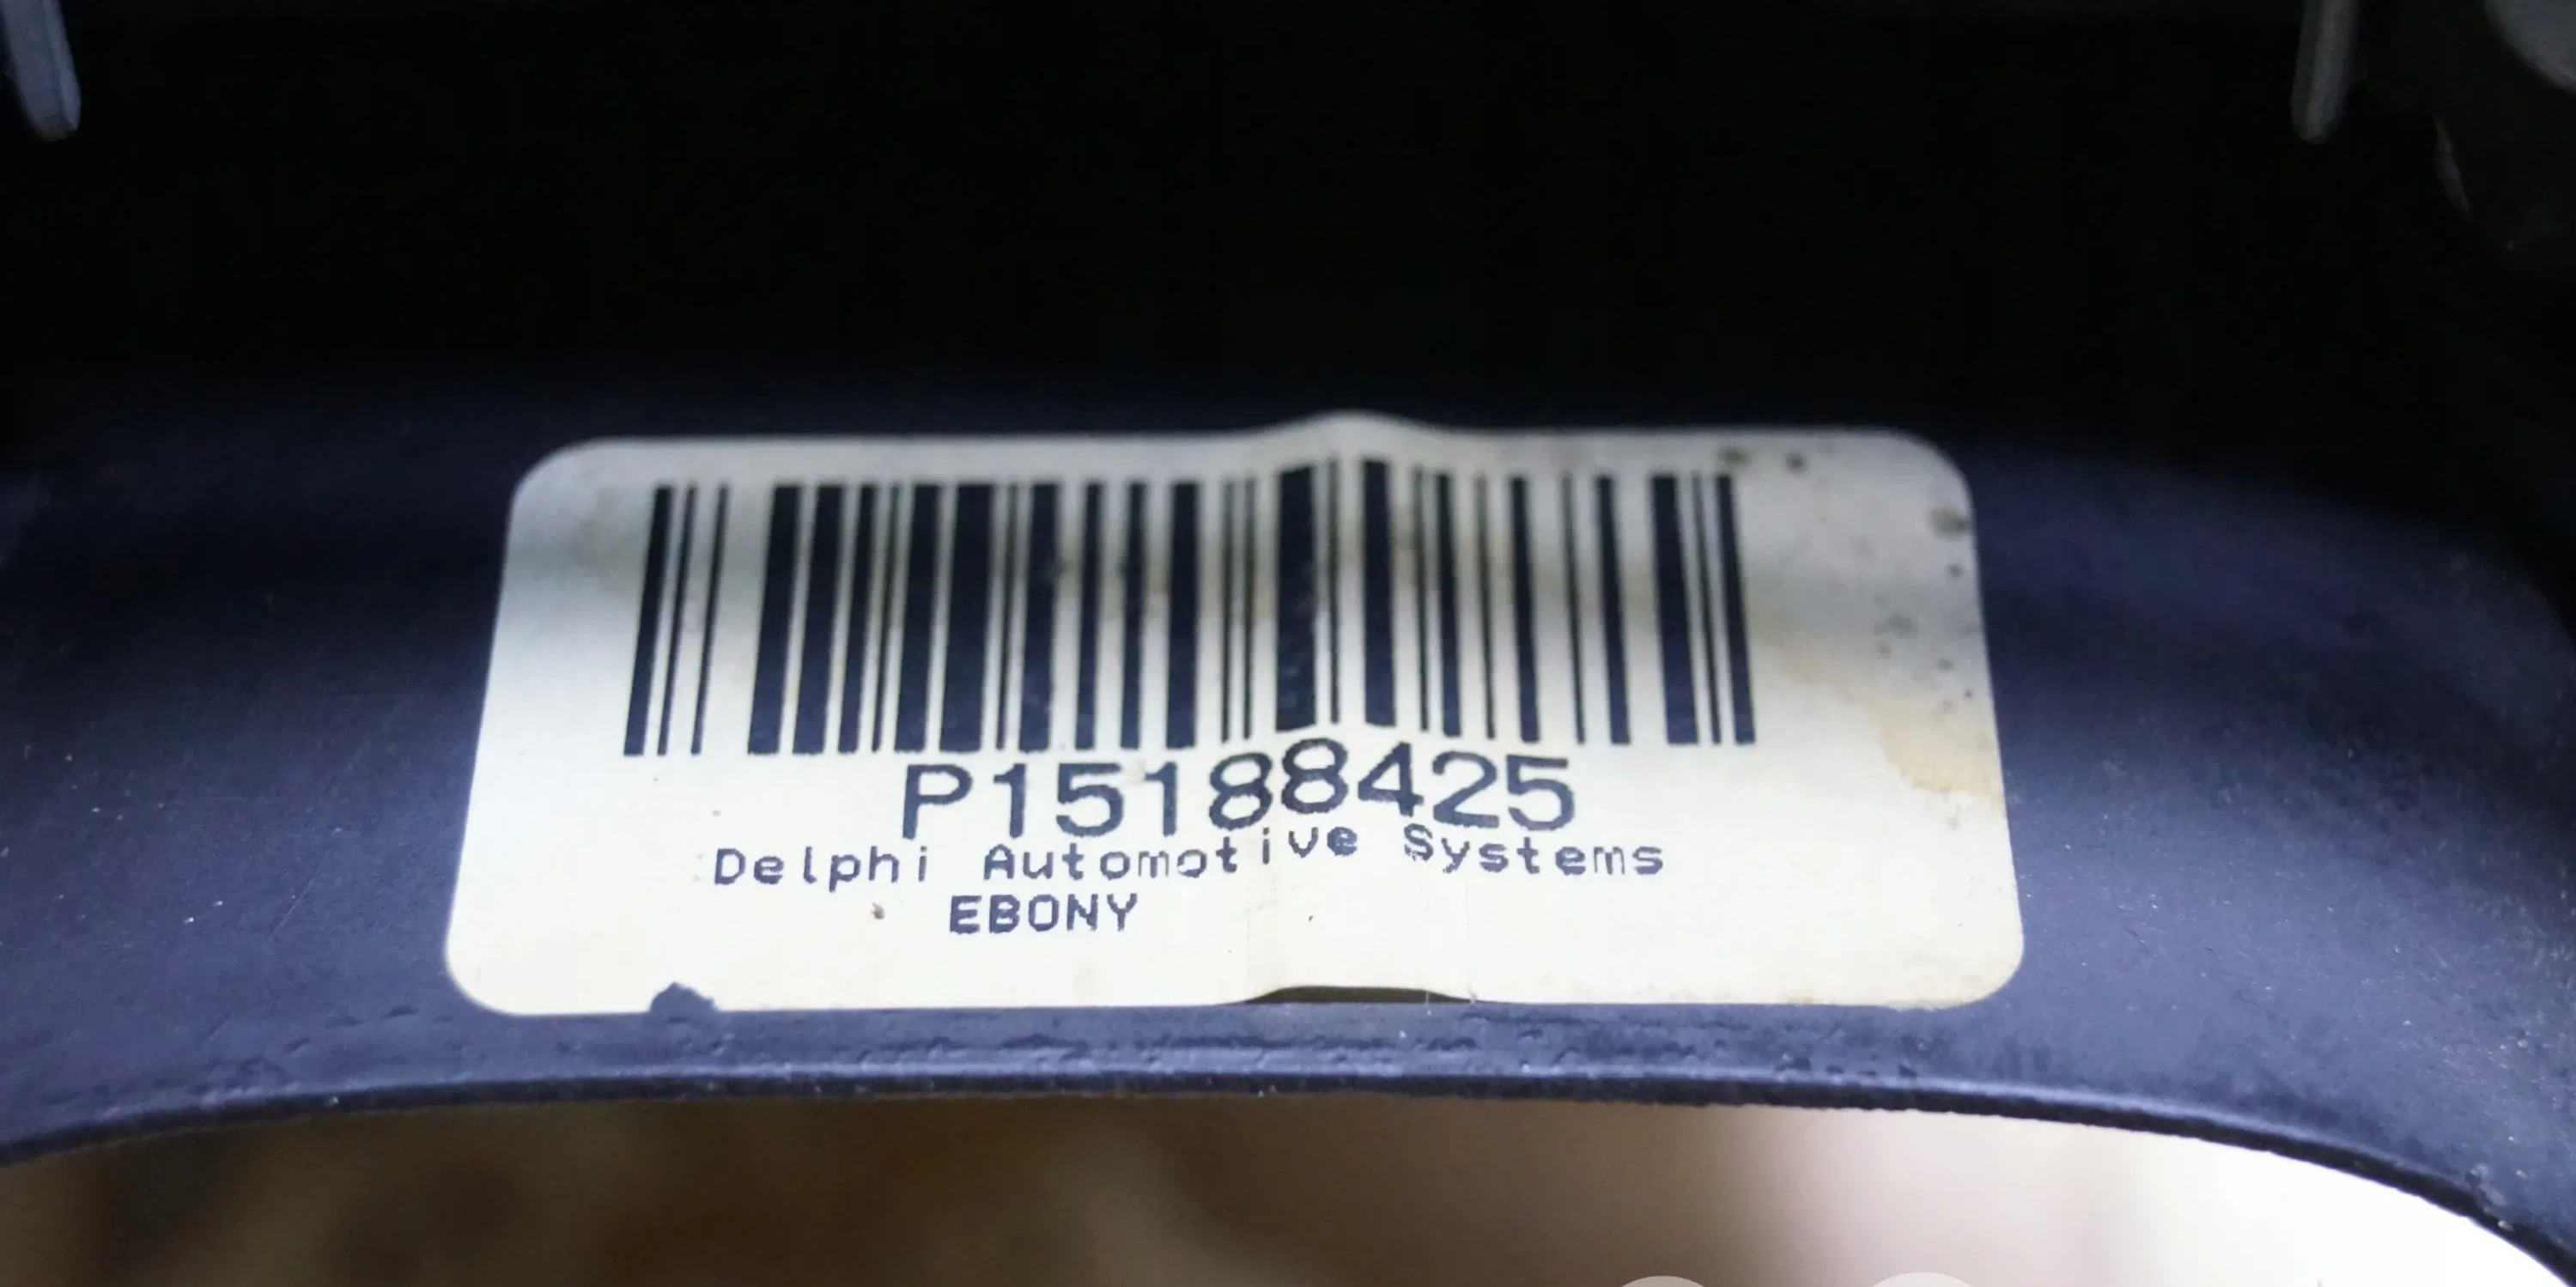 P15188425
Delphi Automotive Systems
EBONY